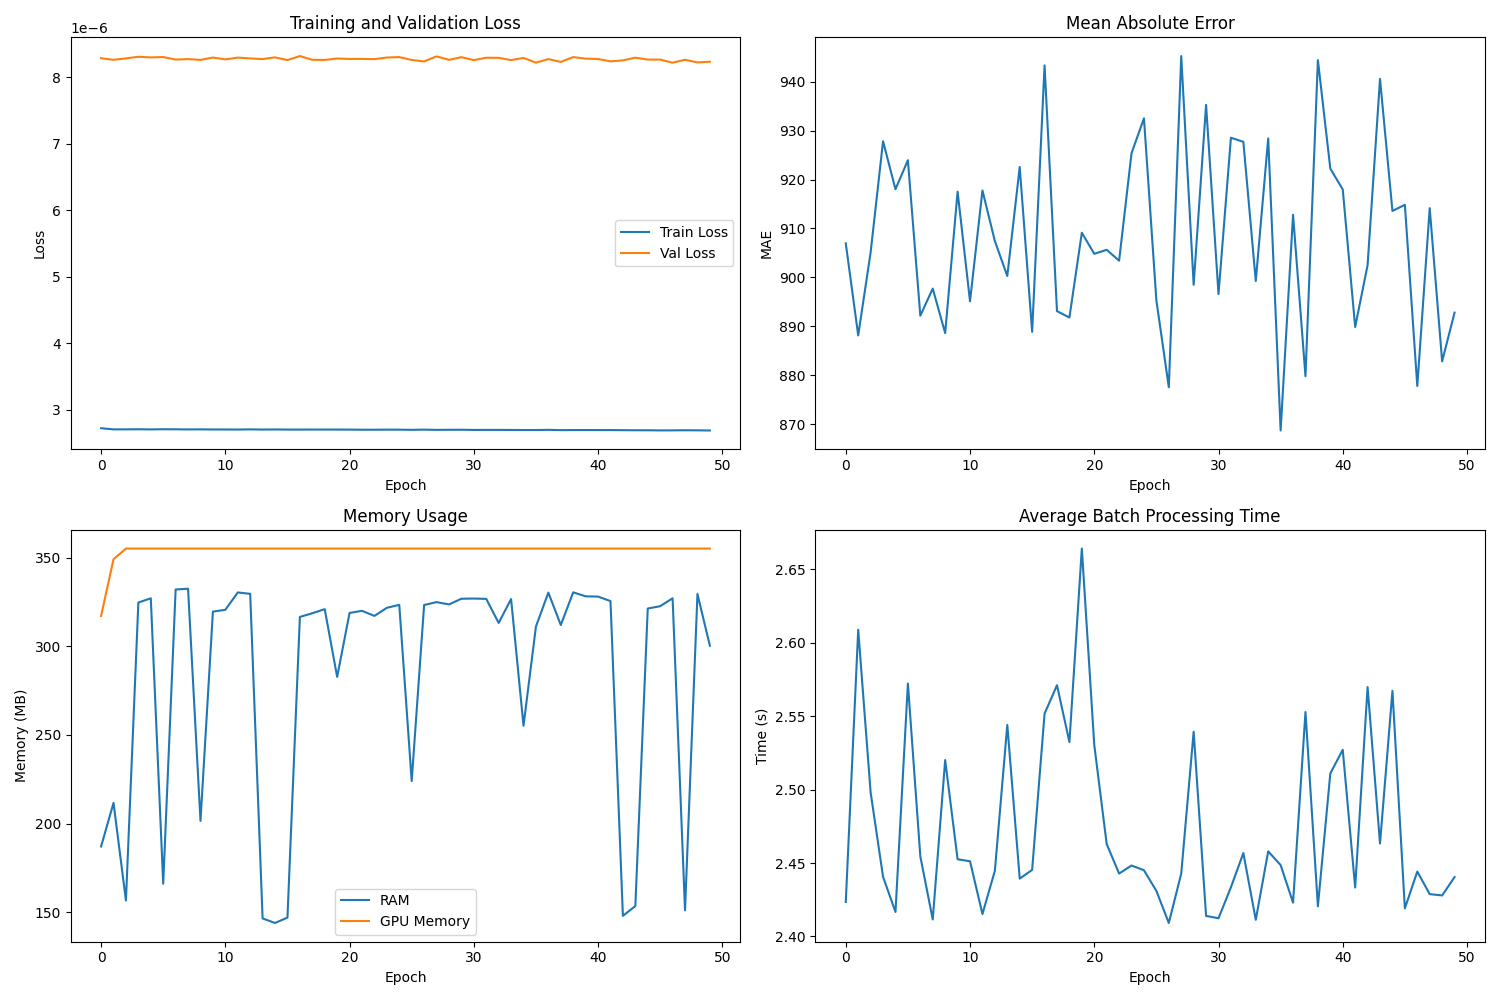 Training and Validation Loss
1e−6
8
7
6
5
4
3
Loss
Train Loss
Val Loss
0 10 20 30 40 50
Epoch
Mean Absolute Error
940
930
920
910
900
890
880
870
MAE
0 10 20 30 40 50
Epoch
Memory Usage
350
300
250
200
150
Memory (MB)
RAM
GPU Memory
0 10 20 30 40 50
Epoch
Average Batch Processing Time
2.65
2.60
2.55
2.50
2.45
2.40
Time (s)
0 10 20 30 40 50
Epoch